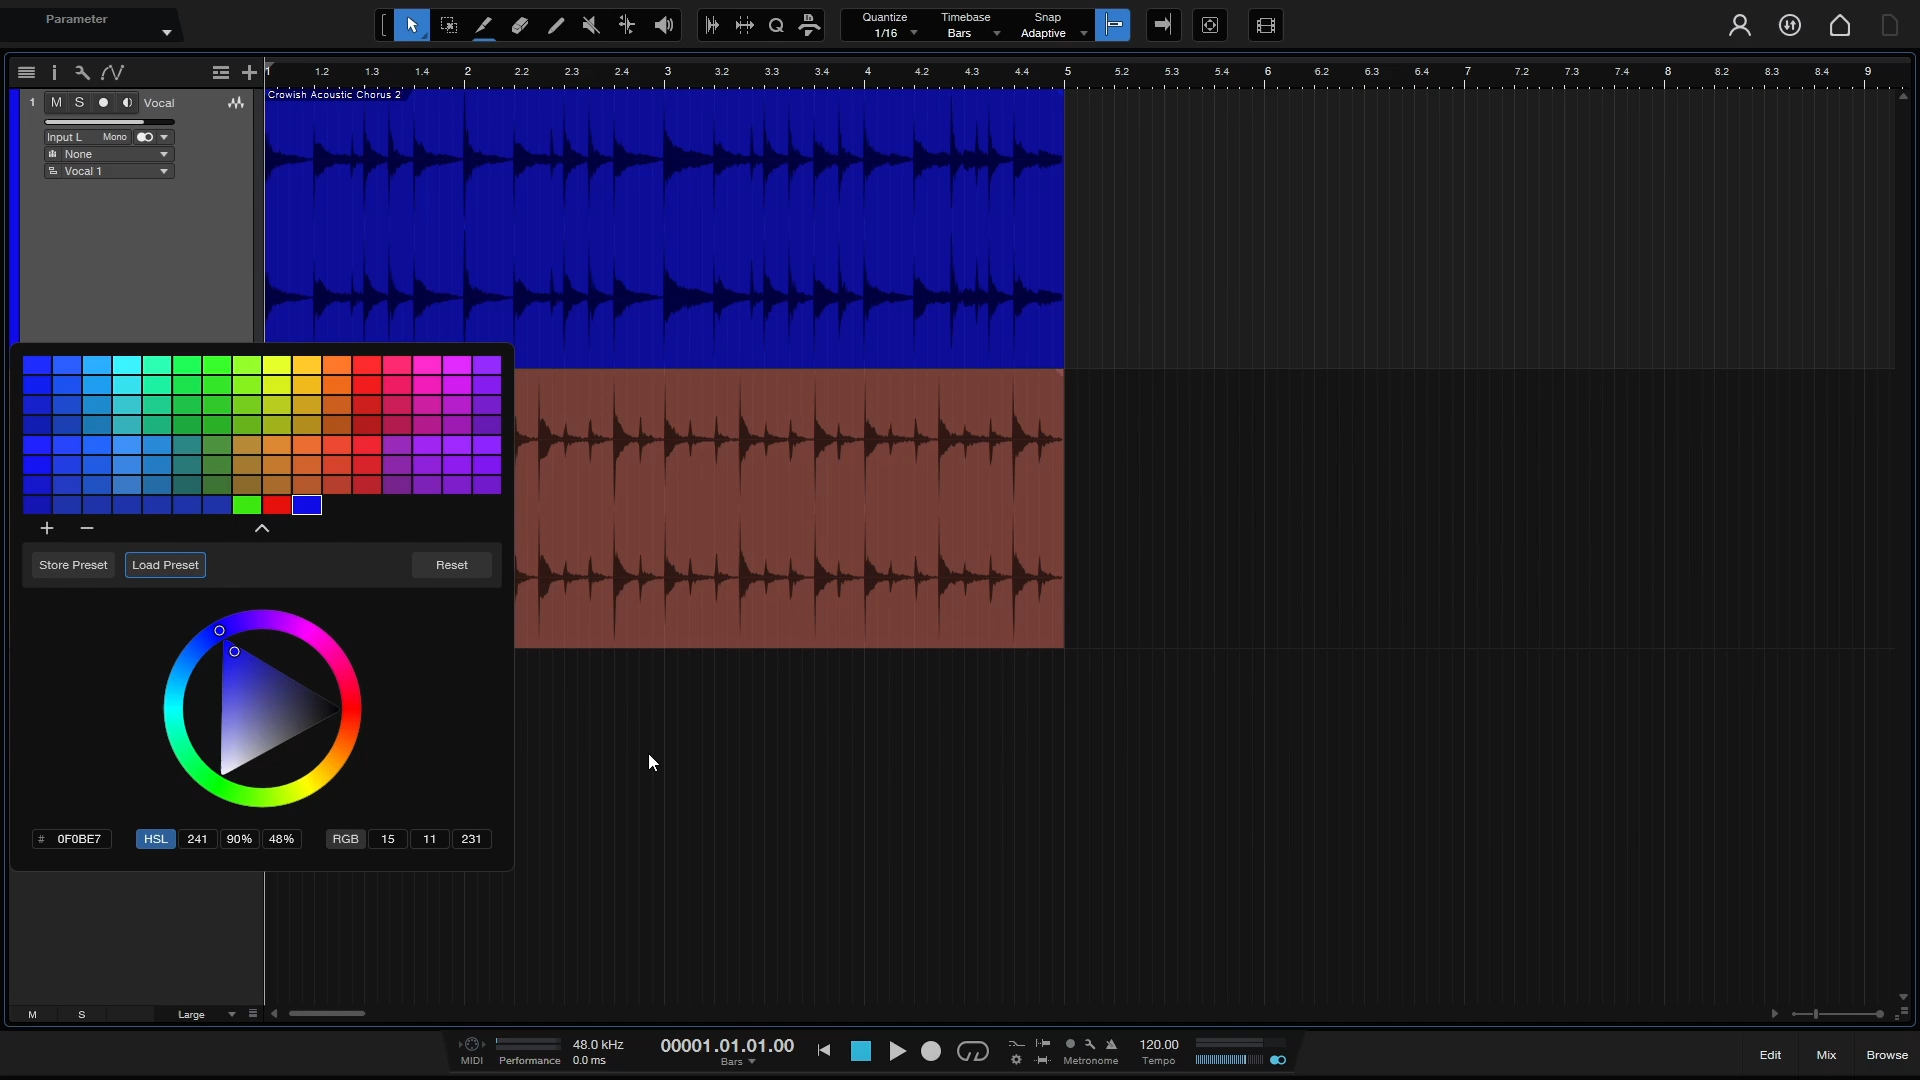 Parameter
Quantize
1/16
Timebase
Bars
Snap
Adaptive
1 1.2 1.3 1.4 2 2.2 2.3 2.4 3 3.2 3.3 3.4 4 4.2 4.3 4.4 5 5.2 5.3 5.4 6 6.2 6.3 6.4 7 7.2 7.3 7.4 8 8.2 8.3 8.4 9
1 M S Vocal
Crowish Acoustic Chorus 2
Input L Mono
None
Vocal 1
Store Preset Load Preset Reset
# 0F0BE7 HSL 241 90% 48% RGB 15 11 231
M S Large
MIDI
Performance
48.0 kHz
0.0 ms
00001.01.01.00
Bars
Metronome
120.00
Tempo
Edit Mix Browse